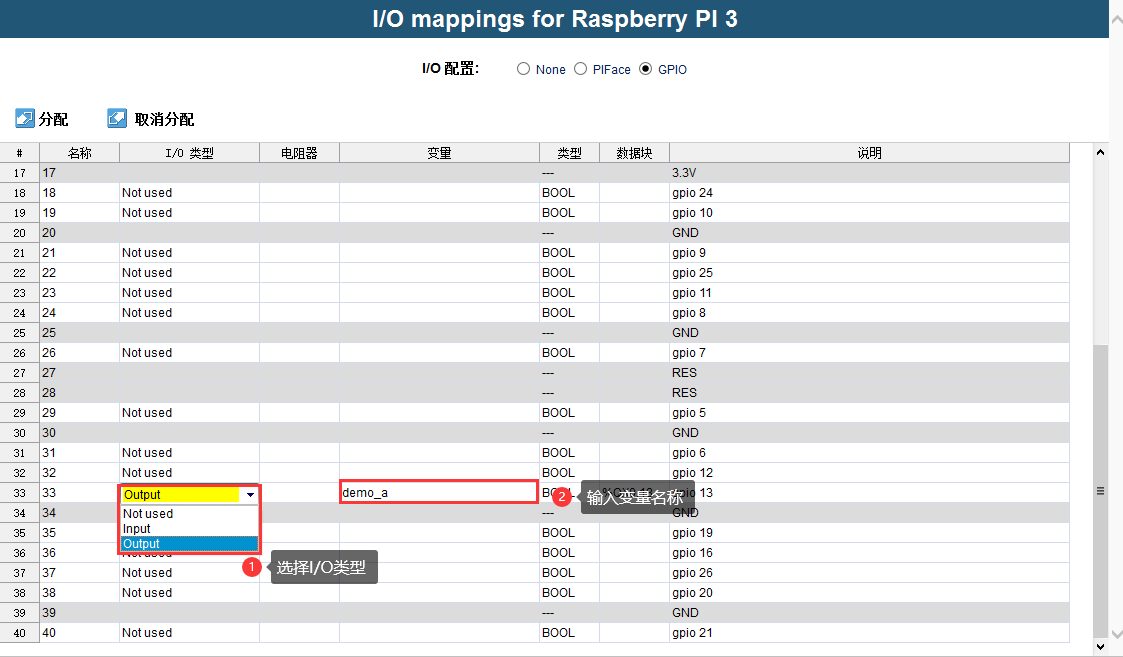 I/O mappings for Raspberry PI 3
I/O 配置: None PIFace GPIO
分配 取消分配
# 名称 I/O 类型 电阻器 变量 类型 数据块 说明
17 17 --- 3.3V
18 18 Not used BOOL gpio 24
19 19 Not used BOOL gpio 10
20 20 --- GND
21 21 Not used BOOL gpio 9
22 22 Not used BOOL gpio 25
23 23 Not used BOOL gpio 11
24 24 Not used BOOL gpio 8
25 25 --- GND
26 26 Not used BOOL gpio 7
27 27 --- RES
28 28 --- RES
29 29 Not used BOOL gpio 5
30 30 --- GND
31 31 Not used BOOL gpio 6
32 32 Not used BOOL gpio 12
33 33 Output demo_a 2 输入变量名称 13
34 34 Not used --- GND
Input
35 35 Output BOOL gpio 19
36 36 Not used BOOL gpio 16
1 选择I/O类型
37 37 Not used BOOL gpio 26
38 38 Not used BOOL gpio 20
39 39 --- GND
40 40 Not used BOOL gpio 21